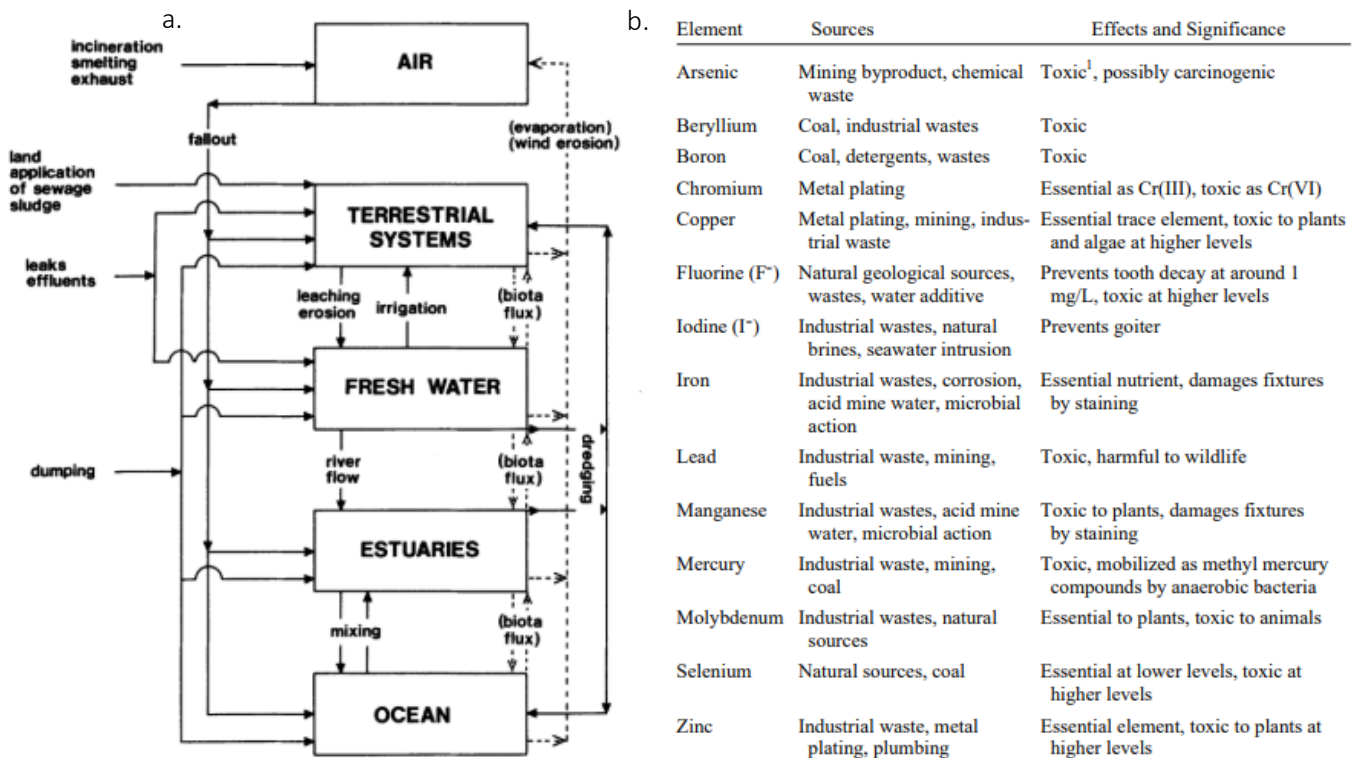 a.
incineration
smelting
exhaust
AIR
fallout
(evaporation)
(wind erosion)
land
application
of sewage
sludge
TERRESTRIAL
SYSTEMS
leaks
effluents
leaching
erosion
irrigation
(biota
flux)
FRESH WATER
dumping
river
flow
(biota
flux)
dredging
ESTUARIES
mixing
(biota
flux)
OCEAN
b.
Element Sources Effects and Significance
Arsenic Mining byproduct, chemical Toxic¹, possibly carcinogenic
waste
Beryllium Coal, industrial wastes Toxic
Boron Coal, detergents, wastes Toxic
Chromium Metal plating Essential as Cr(III), toxic as Cr(VI)
Copper Metal plating, mining, indus- Essential trace element, toxic to plants
trial waste and algae at higher levels
Fluorine (F⁻) Natural geological sources, Prevents tooth decay at around 1
wastes, water additive mg/L, toxic at higher levels
Iodine (I⁻) Industrial wastes, natural Prevents goiter
brines, seawater intrusion
Iron Industrial wastes, corrosion, Essential nutrient, damages fixtures
acid mine water, microbial by staining
action
Lead Industrial waste, mining, Toxic, harmful to wildlife
fuels
Manganese Industrial wastes, acid mine Toxic to plants, damages fixtures
water, microbial action by staining
Mercury Industrial waste, mining, Toxic, mobilized as methyl mercury
coal compounds by anaerobic bacteria
Molybdenum Industrial wastes, natural Essential to plants, toxic to animals
sources
Selenium Natural sources, coal Essential at lower levels, toxic at
higher levels
Zinc Industrial waste, metal Essential element, toxic to plants at
plating, plumbing higher levels